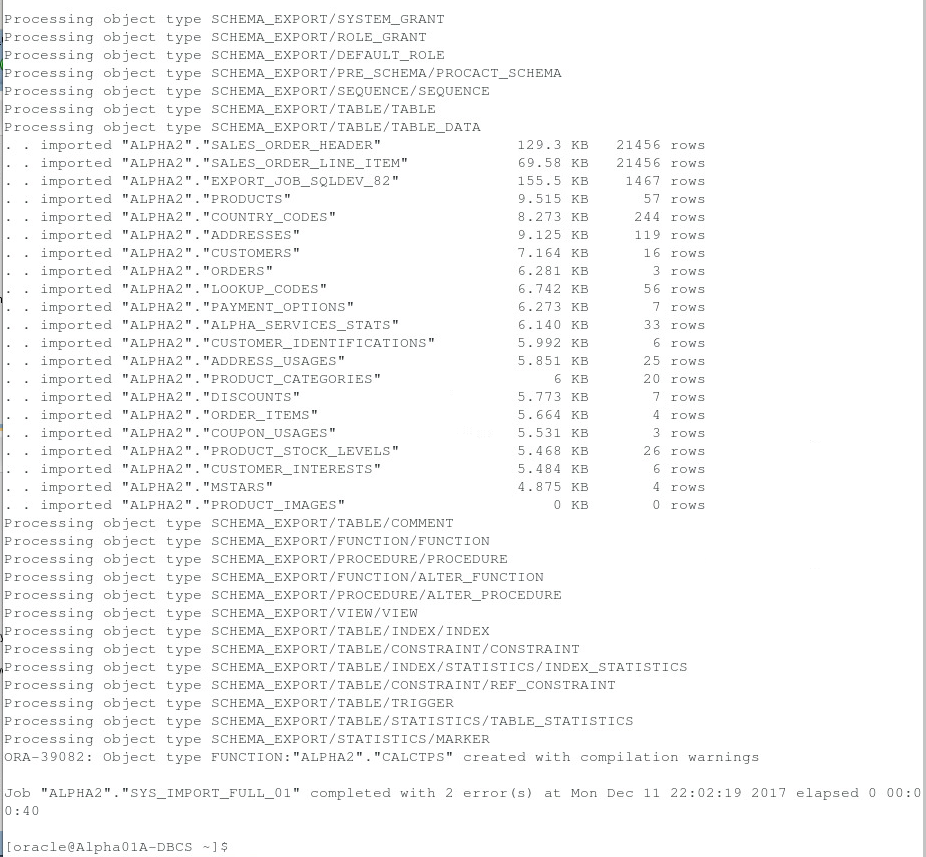 Processing object type SCHEMA_EXPORT/SYSTEM_GRANT
Processing object type SCHEMA_EXPORT/ROLE_GRANT
Processing object type SCHEMA_EXPORT/DEFAULT_ROLE
Processing object type SCHEMA_EXPORT/PRE_SCHEMA/PROCACT_SCHEMA
Processing object type SCHEMA_EXPORT/SEQUENCE/SEQUENCE
Processing object type SCHEMA_EXPORT/TABLE/TABLE
Processing object type SCHEMA_EXPORT/TABLE/TABLE_DATA
. . imported "ALPHA2"."SALES_ORDER_HEADER" 129.3 KB 21456 rows
. . imported "ALPHA2"."SALES_ORDER_LINE_ITEM" 69.58 KB 21456 rows
. . imported "ALPHA2"."EXPORT_JOB_SQLDEV_82" 155.5 KB 1467 rows
. . imported "ALPHA2"."PRODUCTS" 9.515 KB 57 rows
. . imported "ALPHA2"."COUNTRY_CODES" 8.273 KB 244 rows
. . imported "ALPHA2"."ADDRESSES" 9.125 KB 119 rows
. . imported "ALPHA2"."CUSTOMERS" 7.164 KB 16 rows
. . imported "ALPHA2"."ORDERS" 6.281 KB 3 rows
. . imported "ALPHA2"."LOOKUP_CODES" 6.742 KB 56 rows
. . imported "ALPHA2"."PAYMENT_OPTIONS" 6.273 KB 7 rows
. . imported "ALPHA2"."ALPHA_SERVICES_STATS" 6.140 KB 33 rows
. . imported "ALPHA2"."CUSTOMER_IDENTIFICATIONS" 5.992 KB 6 rows
. . imported "ALPHA2"."ADDRESS_USAGES" 5.851 KB 25 rows
. . imported "ALPHA2"."PRODUCT_CATEGORIES" 6 KB 20 rows
. . imported "ALPHA2"."DISCOUNTS" 5.773 KB 7 rows
. . imported "ALPHA2"."ORDER_ITEMS" 5.664 KB 4 rows
. . imported "ALPHA2"."COUPON_USAGES" 5.531 KB 3 rows
. . imported "ALPHA2"."PRODUCT_STOCK_LEVELS" 5.468 KB 26 rows
. . imported "ALPHA2"."CUSTOMER_INTERESTS" 5.484 KB 6 rows
. . imported "ALPHA2"."MSTARS" 4.875 KB 4 rows
. . imported "ALPHA2"."PRODUCT_IMAGES" 0 KB 0 rows
Processing object type SCHEMA_EXPORT/TABLE/COMMENT
Processing object type SCHEMA_EXPORT/FUNCTION/FUNCTION
Processing object type SCHEMA_EXPORT/PROCEDURE/PROCEDURE
Processing object type SCHEMA_EXPORT/FUNCTION/ALTER_FUNCTION
Processing object type SCHEMA_EXPORT/PROCEDURE/ALTER_PROCEDURE
Processing object type SCHEMA_EXPORT/VIEW/VIEW
Processing object type SCHEMA_EXPORT/TABLE/INDEX/INDEX
Processing object type SCHEMA_EXPORT/TABLE/CONSTRAINT/CONSTRAINT
Processing object type SCHEMA_EXPORT/TABLE/INDEX/STATISTICS/INDEX_STATISTICS
Processing object type SCHEMA_EXPORT/TABLE/CONSTRAINT/REF_CONSTRAINT
Processing object type SCHEMA_EXPORT/TABLE/TRIGGER
Processing object type SCHEMA_EXPORT/TABLE/STATISTICS/TABLE_STATISTICS
Processing object type SCHEMA_EXPORT/STATISTICS/MARKER
ORA-39082: Object type FUNCTION:"ALPHA2"."CALCTPS" created with compilation warnings
Job "ALPHA2"."SYS_IMPORT_FULL_01" completed with 2 error(s) at Mon Dec 11 22:02:19 2017 elapsed 0 00:0
0:40
[oracle@Alpha01A-DBCS ~]$